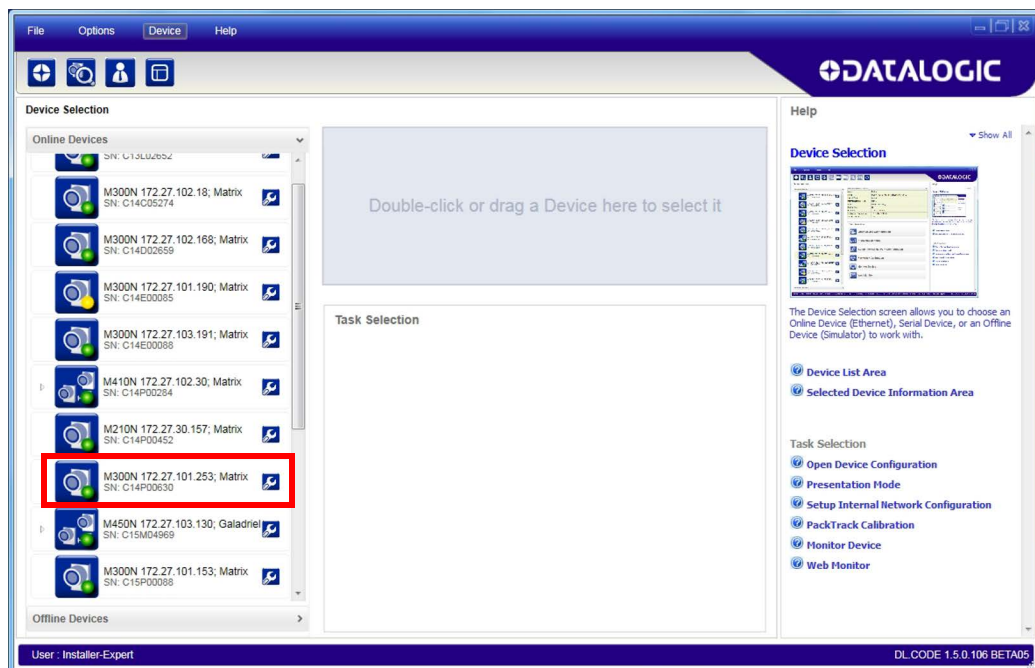 File Options Device Help
DATALOGIC
Device Selection
Online Devices
SN: C13L02652
M300N 172.27.102.18; Matrix
SN: C14C05274
M300N 172.27.102.168; Matrix
SN: C14D02659
M300N 172.27.101.190; Matrix
SN: C14E00085
M300N 172.27.103.191; Matrix
SN: C14E00088
M410N 172.27.102.30; Matrix
SN: C14P00284
M210N 172.27.30.157; Matrix
SN: C14P00452
M300N 172.27.101.253; Matrix
SN: C14P00630
M450N 172.27.103.130; Galadriel
SN: C15M04969
M300N 172.27.101.153; Matrix
SN: C15P00088
Offline Devices
Double-click or drag a Device here to select it
Task Selection
Help
Show All
Device Selection
DATALOGIC
The Device Selection screen allows you to choose an
Online Device (Ethernet), Serial Device, or an Offline
Device (Simulator) to work with.
Device List Area
Selected Device Information Area
Task Selection
Open Device Configuration
Presentation Mode
Setup Internal Network Configuration
PackTrack Calibration
Monitor Device
Web Monitor
User : Installer-Expert
DL.CODE 1.5.0.106 BETA05